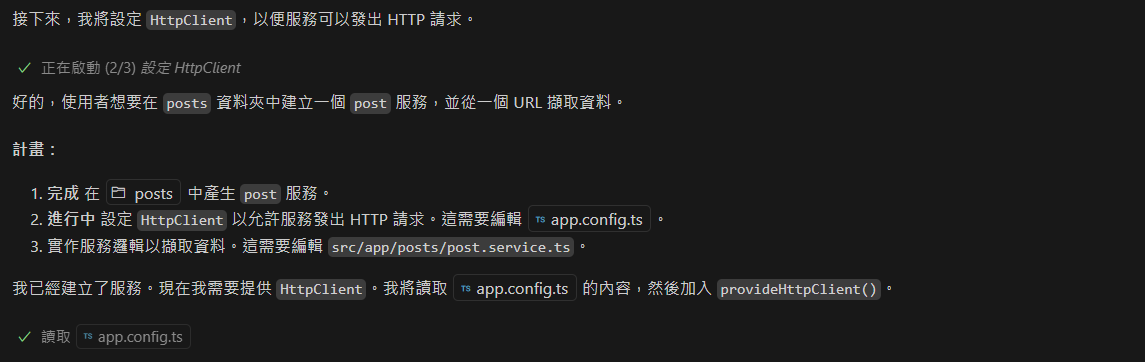 接下來，我將設定 HttpClient，以便服務可以發出 HTTP 請求。
正在啟動 (2/3) 設定 HttpClient
好的，使用者想要在 posts 資料夾中建立一個 post 服務，並從一個 URL 擷取資料。
計畫：
1. 完成 在 posts 中產生 post 服務。
2. 進行中 設定 HttpClient 以允許服務發出 HTTP 請求。這需要編輯 TS app.config.ts 。
3. 實作服務邏輯以擷取資料。這需要編輯 src/app/posts/post.service.ts。
我已經建立了服務。現在我需要提供 HttpClient。我將讀取 TS app.config.ts 的內容，然後加入 provideHttpClient()。
讀取 TS app.config.ts